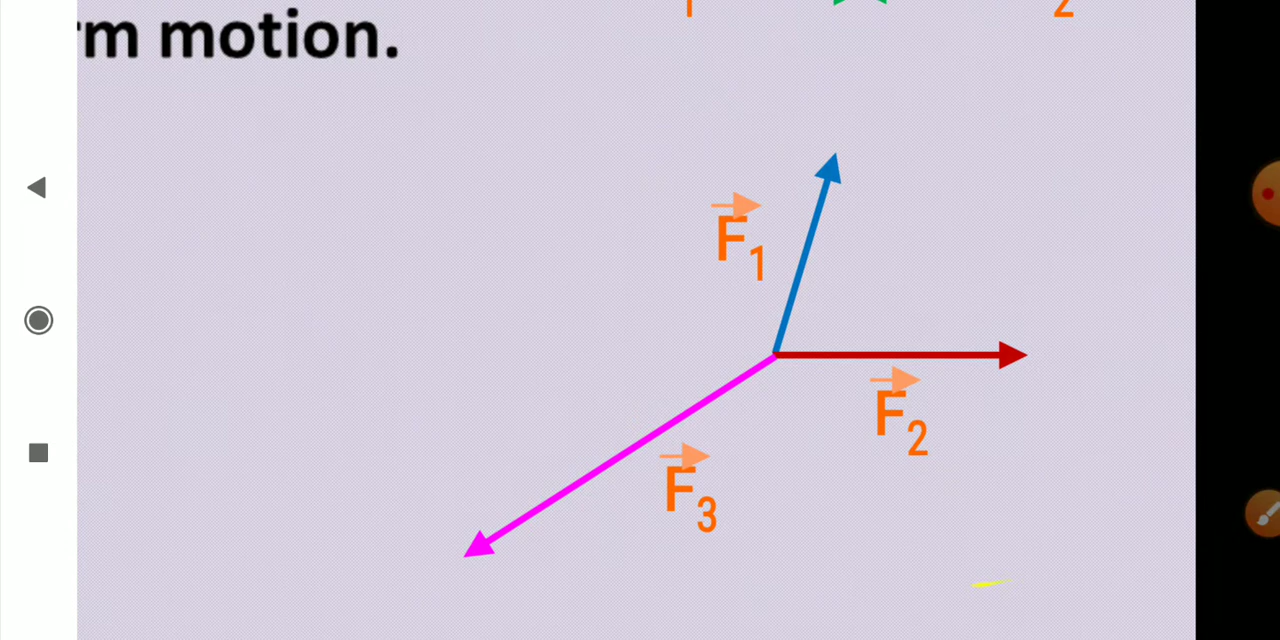 rm motion.
F₁
F₂
F₃